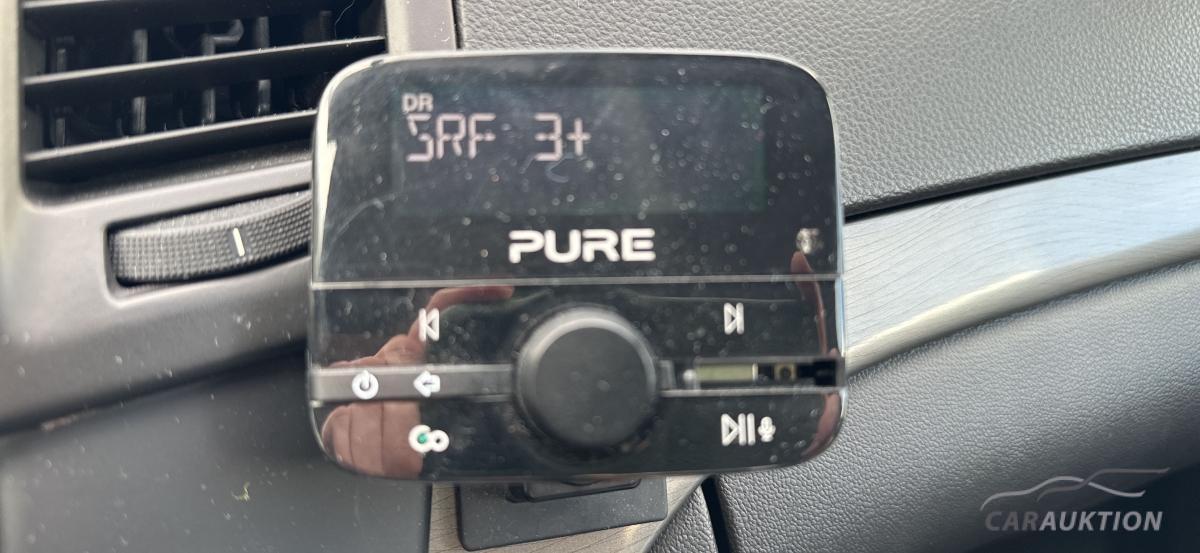 DR
SRF 3+
PURE
CARAUKTION